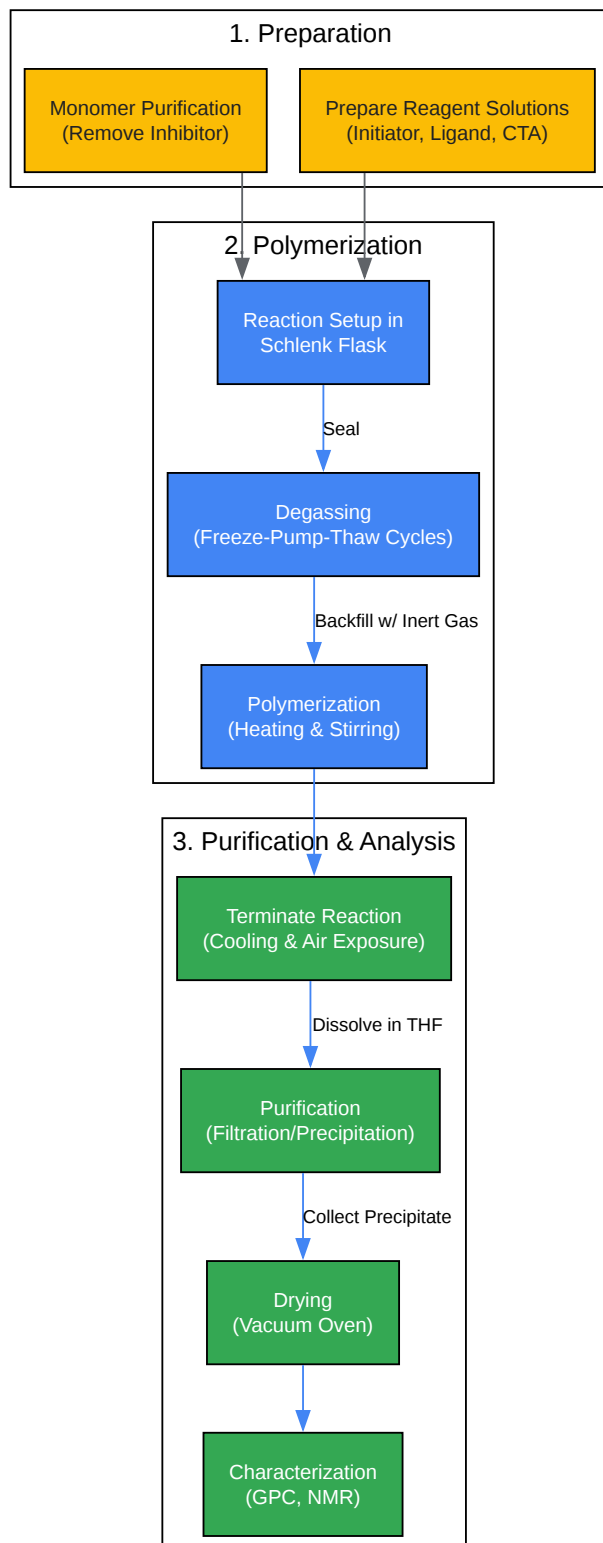 1. Preparation
Monomer Purification
(Remove Inhibitor)
Prepare Reagent Solutions
(Initiator, Ligand, CTA)
2. Polymerization
Reaction Setup in
Schlenk Flask
Seal
Degassing
(Freeze-Pump-Thaw Cycles)
Backfill w/ Inert Gas
Polymerization
(Heating & Stirring)
3. Purification & Analysis
Terminate Reaction
(Cooling & Air Exposure)
Dissolve in THF
Purification
(Filtration/Precipitation)
Collect Precipitate
Drying
(Vacuum Oven)
Characterization
(GPC, NMR)